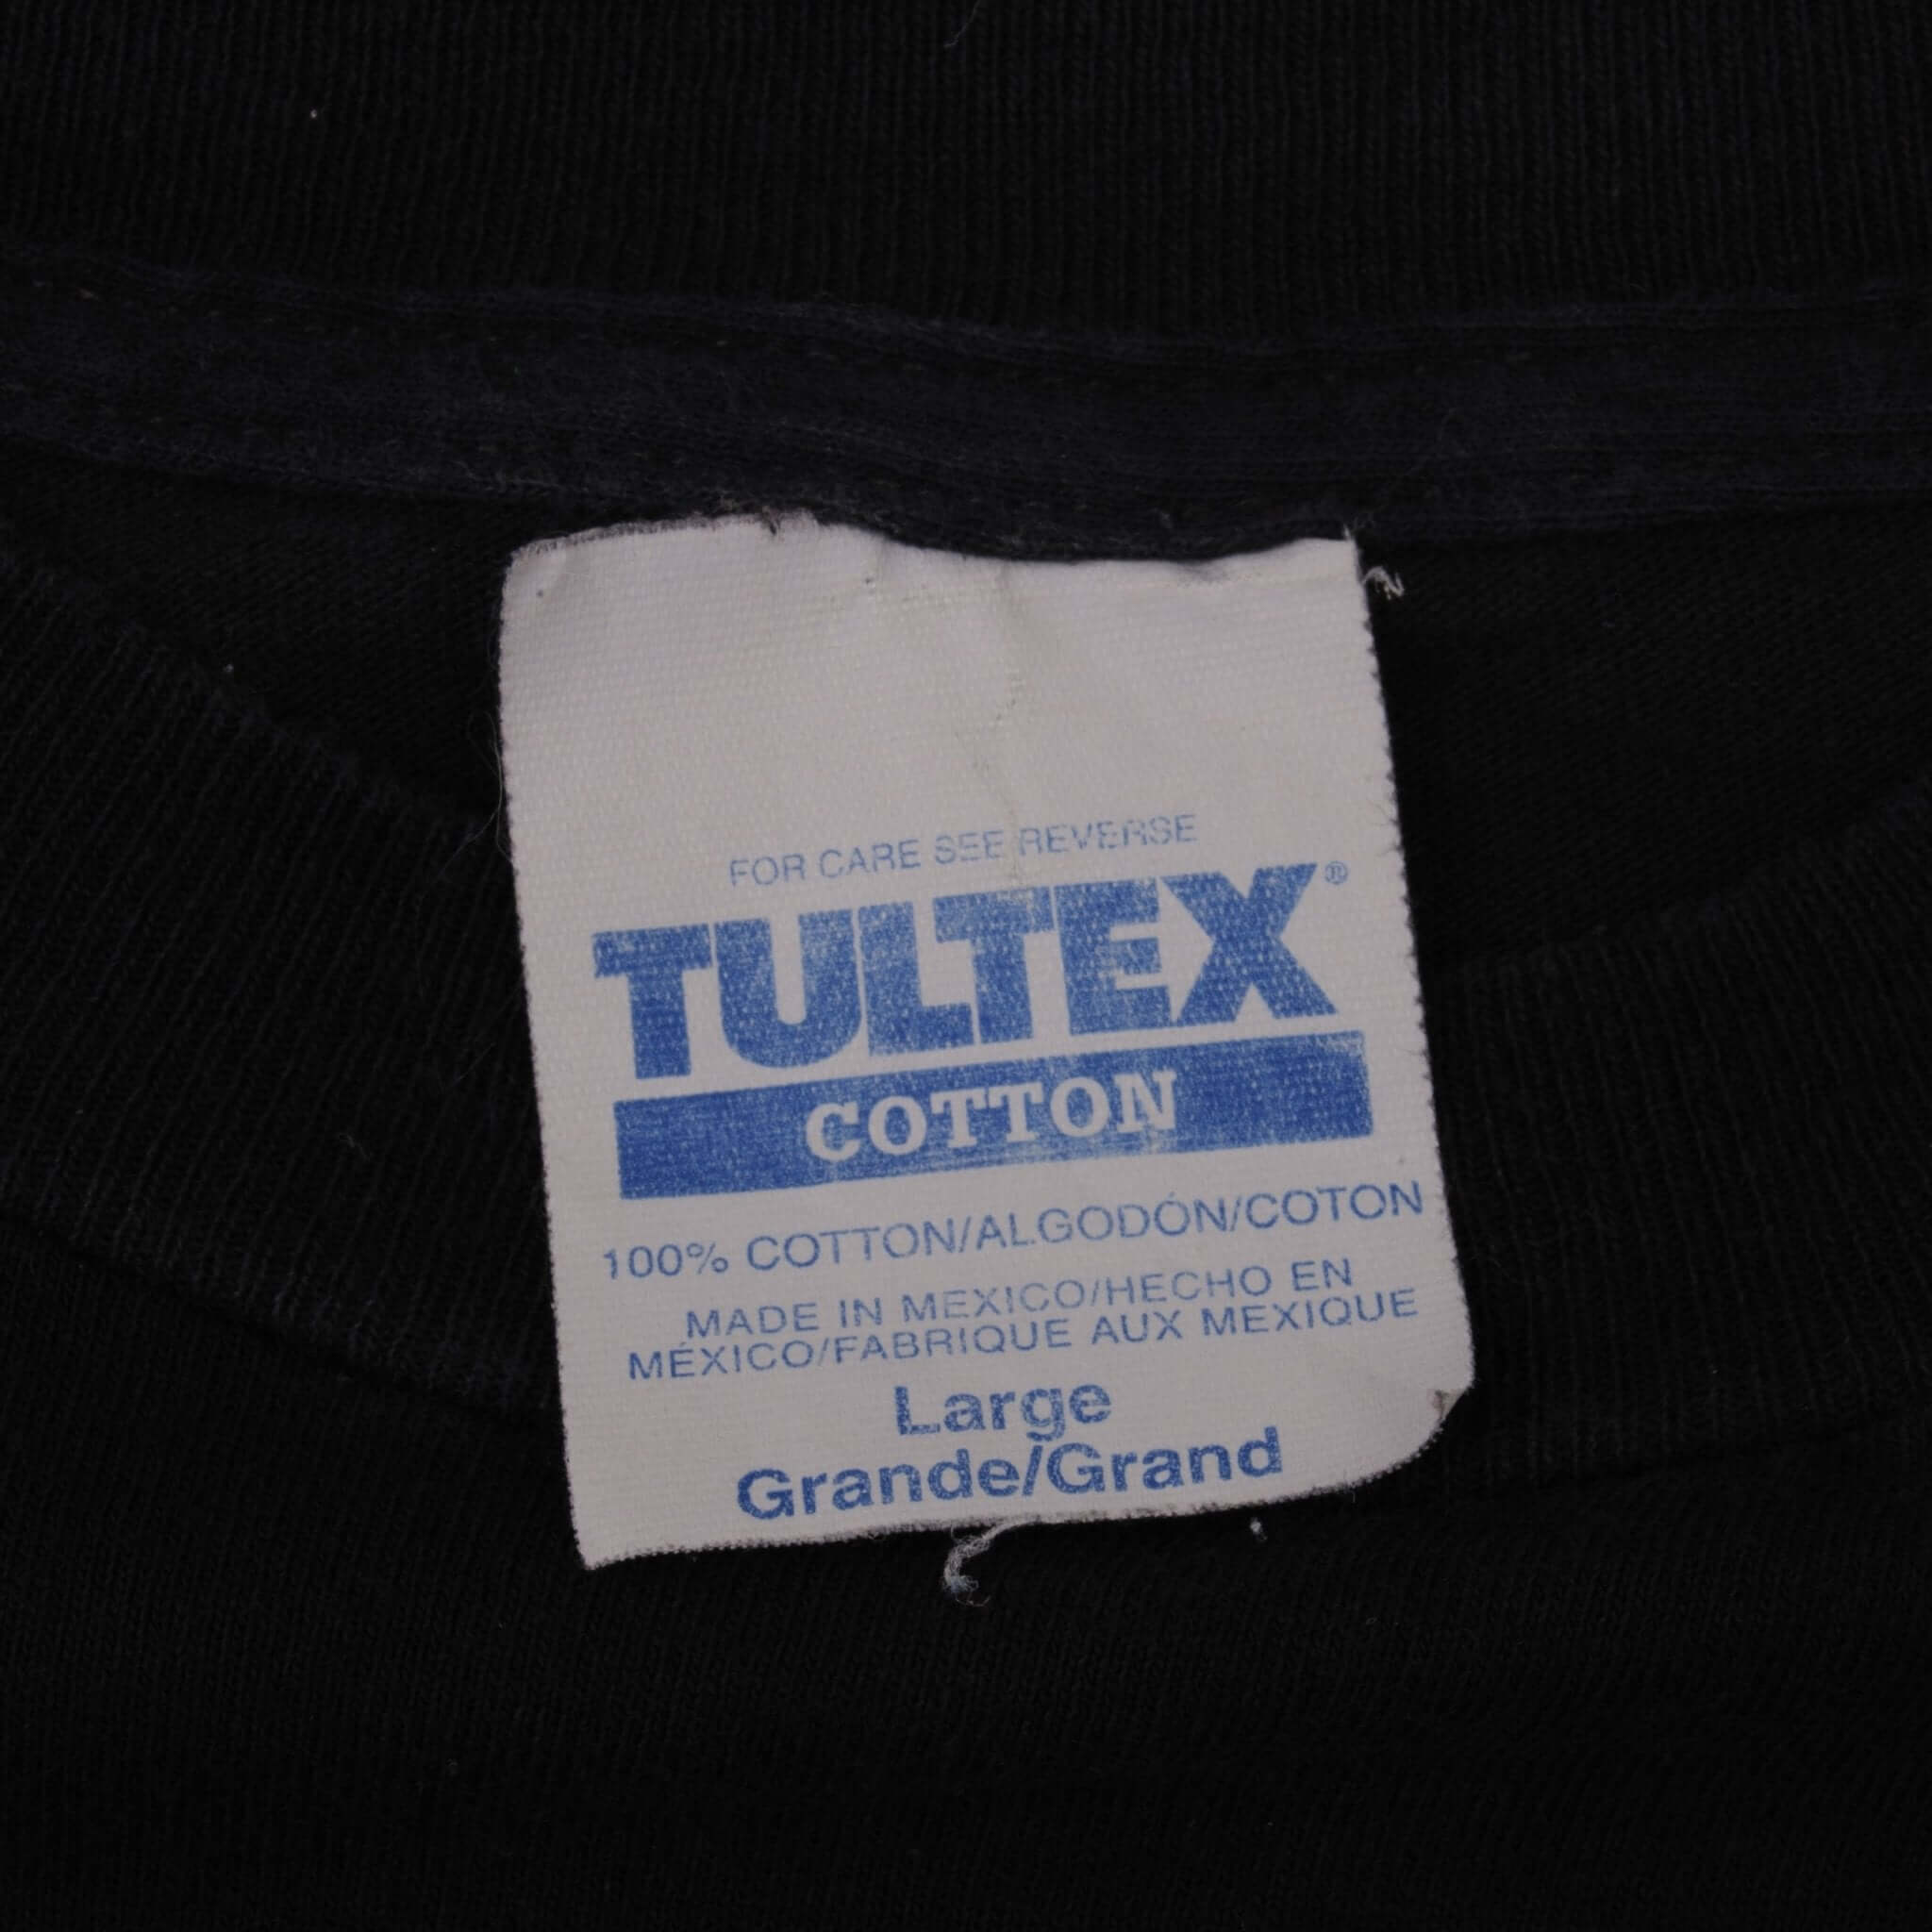 FOR CARE SEE REVERSE
TULTEX®
COTTON
100% COTTON/ALGODÓN/COTON
MADE IN MEXICO/HECHO EN
MÉXICO/FABRIQUE AUX MEXIQUE
Large
Grande/Grand